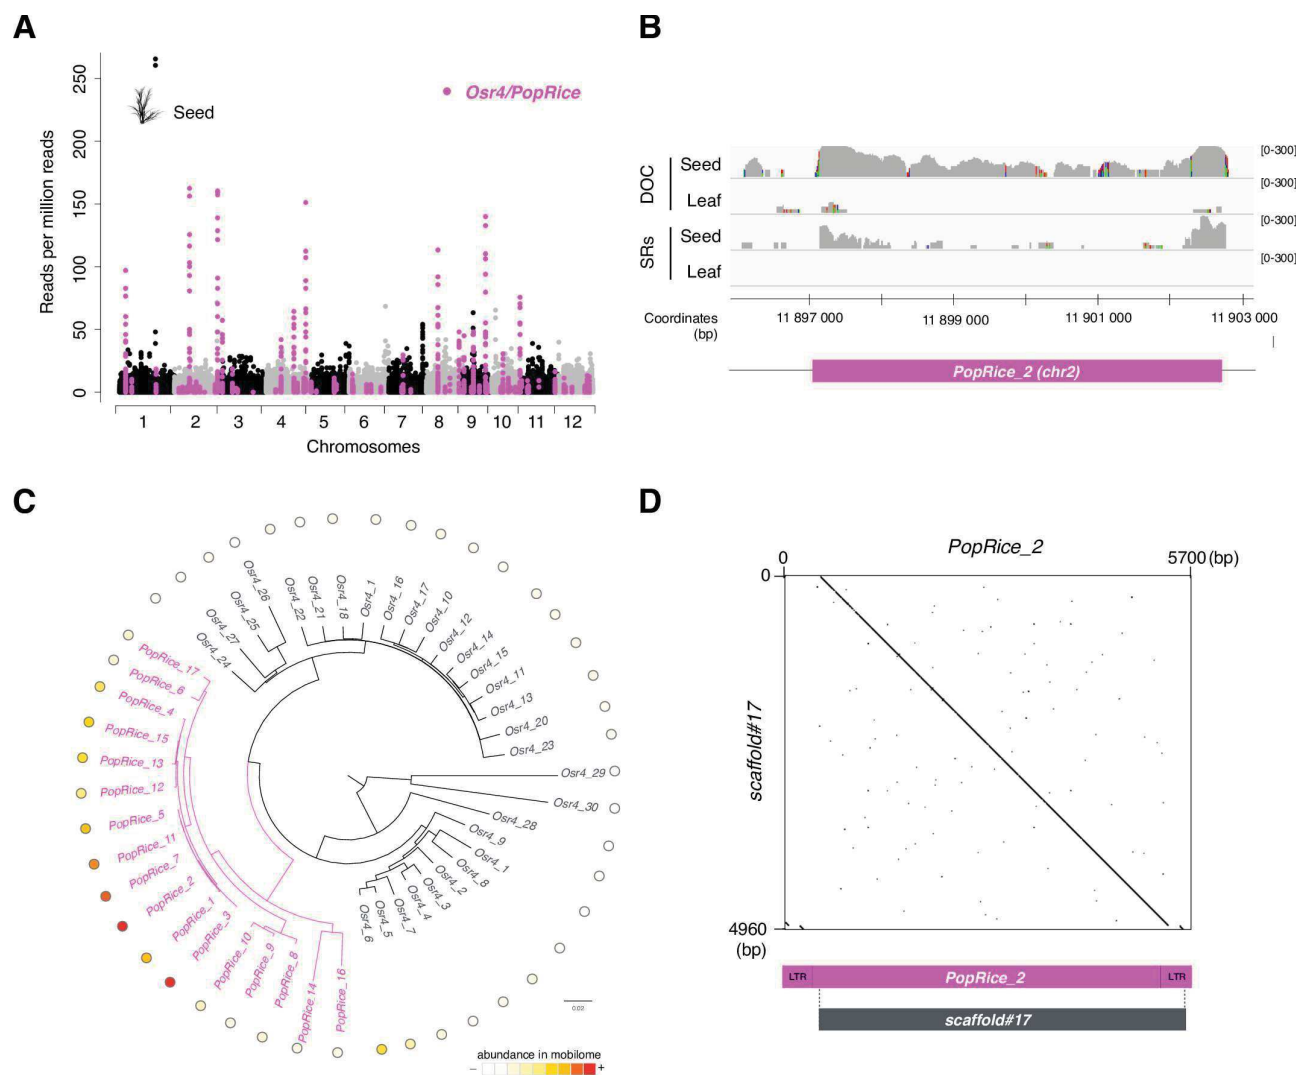 A
250
200
150
100
50
0
Reads per million reads
Seed
Osr4/PopRice
1 2 3 4 5 6 7 8 9 10 11 12
Chromosomes
B
DOC
Seed [0-300]
Leaf [0-300]
SRs
Seed [0-300]
Leaf [0-300]
Coordinates (bp)
11 897 000 11 899 000 11 901 000 11903 000
PopRice_2 (chr2)
C
Osr4_24
Osr4_27
Osr4_25
Osr4_26
Osr4_22
Osr4_21
Osr4_18
Osr4_1
Osr4_16
Osr4_17
Osr4_10
Osr4_12
Osr4_14
Osr4_15
Osr4_11
Osr4_13
Osr4_20
Osr4_23
Osr4_29
Osr4_30
Osr4_28
Osr4_9
Osr4_1
Osr4_8
Osr4_2
Osr4_3
Osr4_4
Osr4_7
Osr4_5
Osr4_6
PopRice_16
PopRice 14
PopRice_8
PopRice_9
PopRice_10
PopRice_3
PopRice_1
PopRice_2
PopRice_7
PopRice_11
PopRice_5
PopRice_12
PopRice_13
PopRice_15
PopRice_4
PopRice_6
PopRice_17
0.02
abundance in mobilome
– +
D
PopRice_2
0 5700 (bp)
0
scaffold#17
4960
(bp)
LTR PopRice_2 LTR
scaffold#17